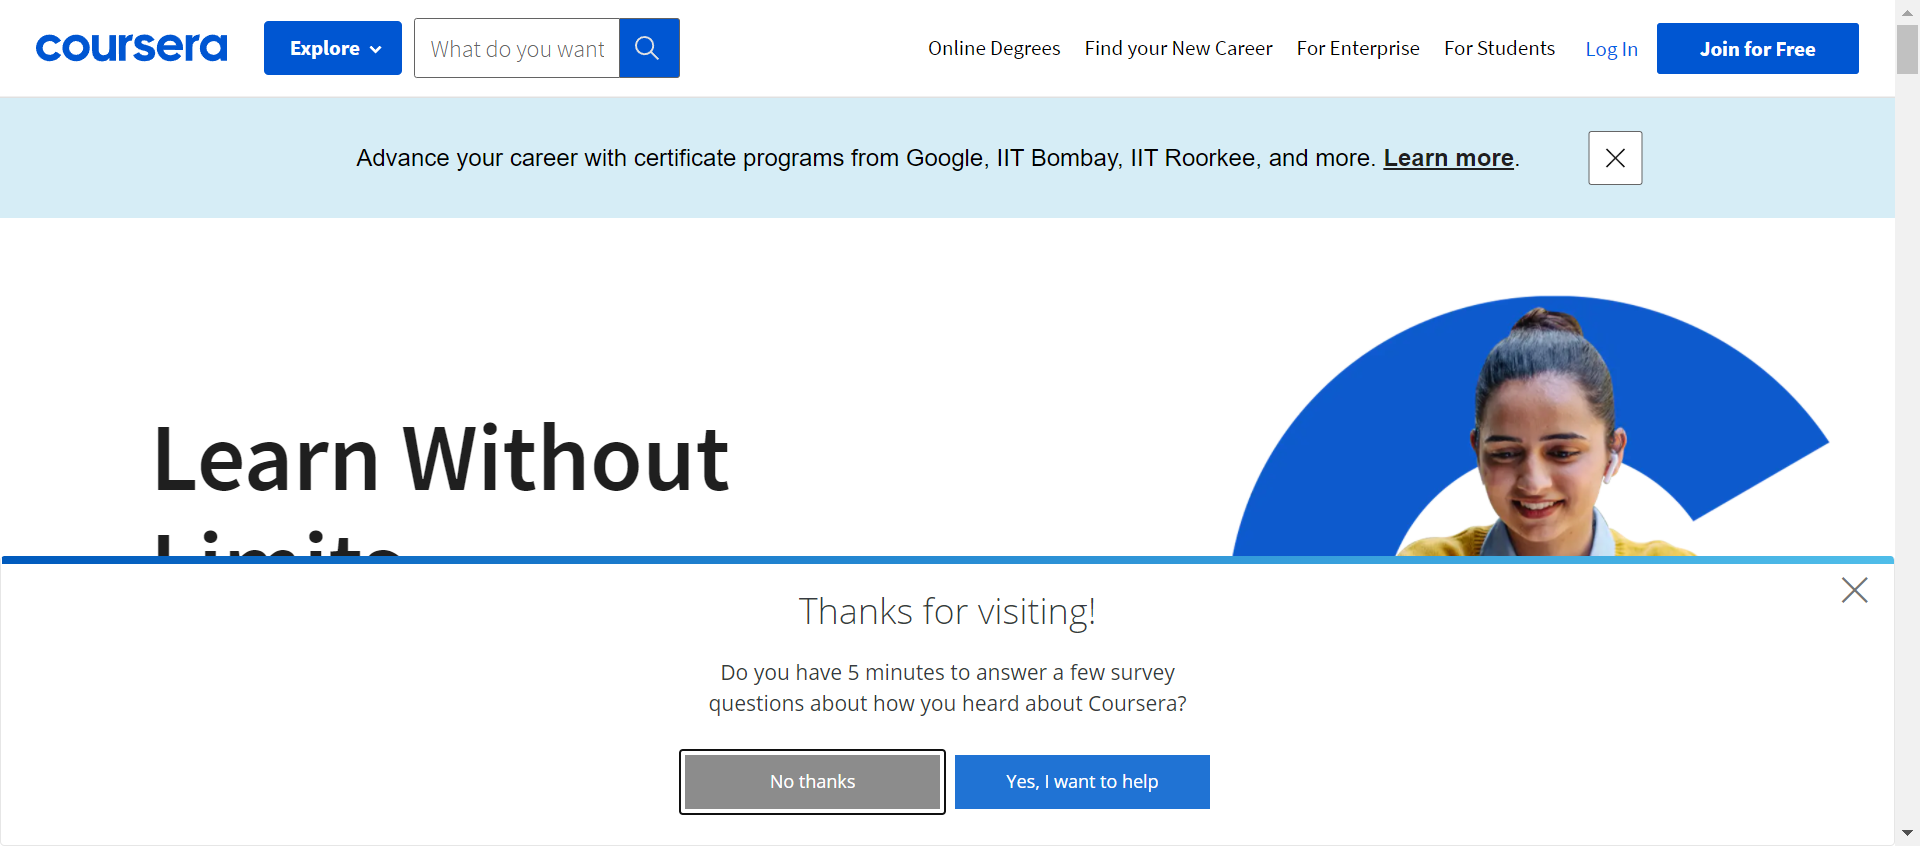 coursera
Explore
What do you want
Online Degrees
Find your New Career
For Enterprise
For Students
Log In
Join for Free
Advance your career with certificate programs from Google, IIT Bombay, IIT Roorkee, and more. Learn more.
Learn Without
Limits
Thanks for visiting!
Do you have 5 minutes to answer a few survey
questions about how you heard about Coursera?
No thanks
Yes, I want to help